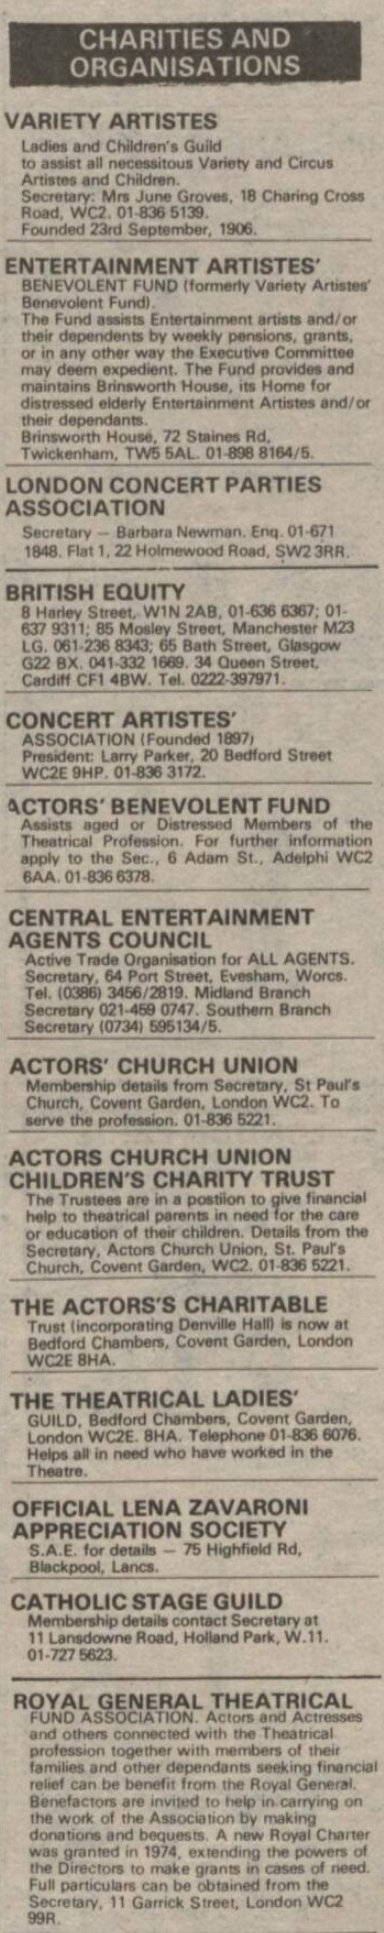 CHARITIES AND
ORGANISATIONS
VARIETY ARTISTES
Ladies and Children's Guild
to assist all necessitous Variety and Circus
Artistes and Children.
Secretary: Mrs June Groves, 18 Charing Cross
Road, WC2. 01-836 5139.
Founded 23rd September, 1906.
ENTERTAINMENT ARTISTES'
BENEVOLENT FUND (formerly Variety Artistes'
Benevolent Fund).
The Fund assists Entertainment artists and/or
their dependents by weekly pensions, grants,
or in any other way the Executive Committee
may deem expedient. The Fund provides and
maintains Brinsworth House, its Home for
distressed elderly Entertainment Artistes and/or
their dependants.
Brinsworth House, 72 Staines Rd,
Twickenham, TW5 5AL. 01-898 8164/5.
LONDON CONCERT PARTIES
ASSOCIATION
Secretary — Barbara Newman. Enq. 01-671
1848. Flat 1, 22 Holmewood Road, SW2 3RR.
BRITISH EQUITY
8 Harley Street, W1N 2AB, 01-636 6367; 01-
637 9311; 85 Mosley Street, Manchester M23
LG. 061-236 8343; 65 Bath Street, Glasgow
G22 BX. 041-332 1669. 34 Queen Street,
Cardiff CF1 4BW. Tel. 0222-397971.
CONCERT ARTISTES'
ASSOCIATION (Founded 1897)
President: Larry Parker, 20 Bedford Street
WC2E 9HP. 01-836 3172.
ACTORS' BENEVOLENT FUND
Assists aged or Distressed Members of the
Theatrical Profession. For further information
apply to the Sec., 6 Adam St., Adelphi WC2
6AA. 01-836 6378.
CENTRAL ENTERTAINMENT
AGENTS COUNCIL
Active Trade Organisation for ALL AGENTS.
Secretary, 64 Port Street, Evesham, Worcs.
Tel. (0386) 3456/2819. Midland Branch
Secretary 021-459 0747. Southern Branch
Secretary (0734) 595134/5.
ACTORS' CHURCH UNION
Membership details from Secretary, St Paul's
Church, Covent Garden, London WC2. To
serve the profession. 01-836 5221.
ACTORS CHURCH UNION
CHILDREN'S CHARITY TRUST
The Trustees are in a postiion to give financial
help to theatrical parents in need for the care
or education of their children. Details from the
Secretary, Actors Church Union, St. Paul's
Church, Covent Garden, WC2. 01-836 5221.
THE ACTORS'S CHARITABLE
Trust (incorporating Denville Hall) is now at
Bedford Chambers, Covent Garden, London
WC2E 8HA.
THE THEATRICAL LADIES'
GUILD, Bedford Chambers, Covent Garden,
London WC2E. 8HA. Telephone 01-836 6076.
Helps all in need who have worked in the
Theatre.
OFFICIAL LENA ZAVARONI
APPRECIATION SOCIETY
S.A.E. for details — 75 Highfield Rd,
Blackpool, Lancs.
CATHOLIC STAGE GUILD
Membership details contact Secretary at
11 Lansdowne Road, Holland Park, W.11.
01-727 5623.
ROYAL GENERAL THEATRICAL
FUND ASSOCIATION. Actors and Actresses
and others connected with the Theatrical
profession together with members of their
families and other dependants seeking financial
relief can be benefit from the Royal General.
Benefactors are invited to help in carrying on
the work of the Association by making
donations and bequests. A new Royal Charter
was granted in 1974, extending the powers of
the Directors to make grants in cases of need.
Full particulars can be obtained from the
Secretary, 11 Garrick Street, London WC2
99R.